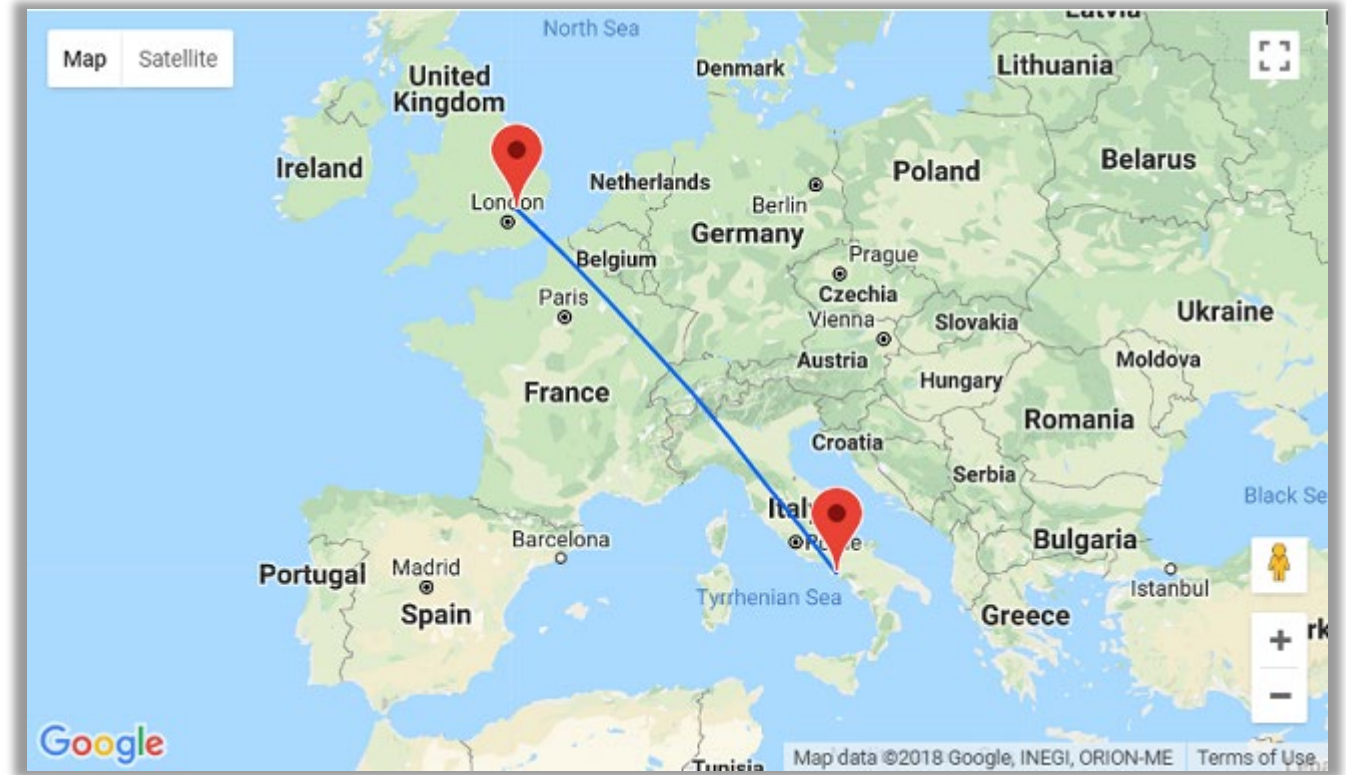 Latvia
North Sea
Map Satellite
United
Kingdom
Denmark
Lithuania
Ireland
Netherlands
Poland
Belarus
London
Berlin
Germany
Belgium
Prague
Paris
Czechia
Ukraine
Vienna
Slovakia
Austria
Moldova
France
Hungary
Romania
Croatia
Serbia
Black Se
Italy
Barcelona
Rome
Bulgaria
Portugal
Madrid
Istanbul
Tyrrhenian Sea
Spain
Greece
rk
Google
Tunisia
Map data ©2018 Google, INEGI, ORION-ME Terms of Use